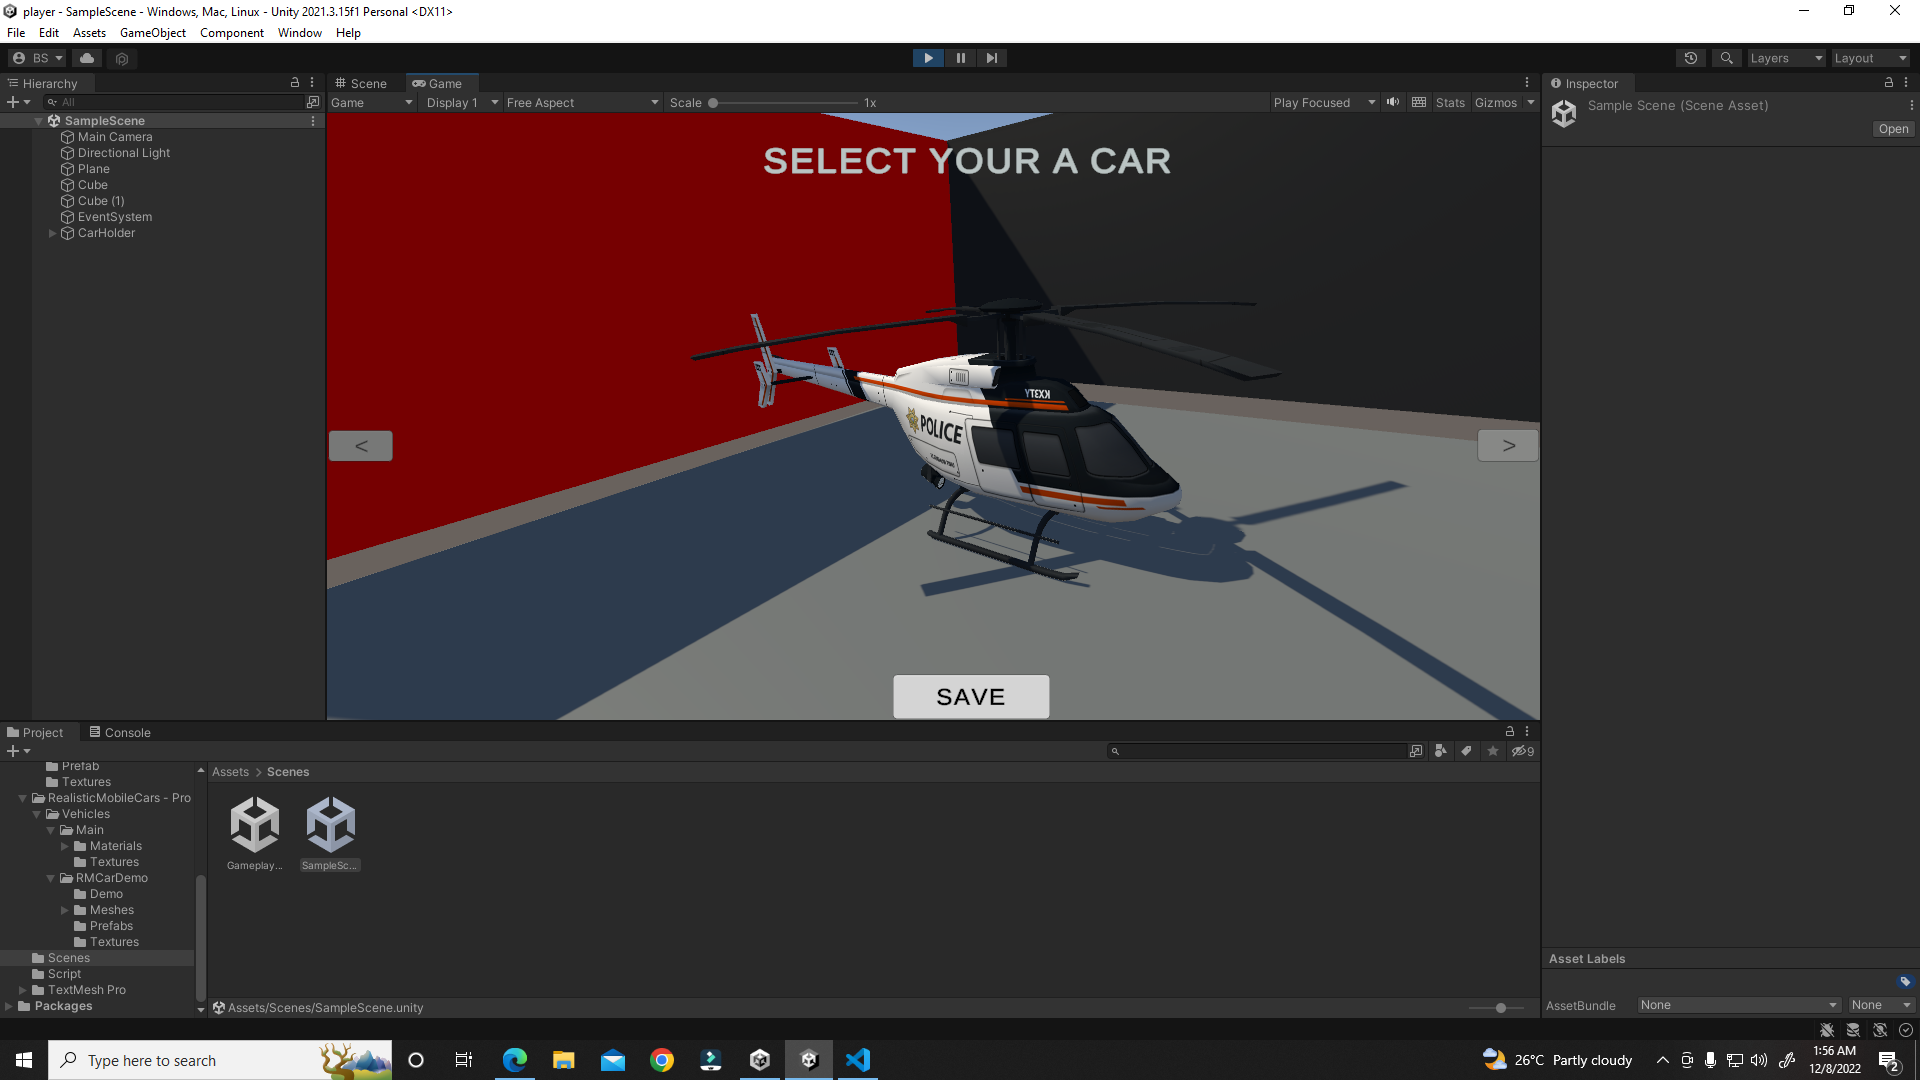 player - SampleScene - Windows, Mac, Linux - Unity 2021.3.15f1 Personal <DX11>
File Edit Assets GameObject Component Window Help
BS Layers Layout
Hierarchy Scene Game Inspector
All Game Display 1 Free Aspect Scale 1x Play Focused Stats Gizmos
Sample Scene (Scene Asset)
Open
SampleScene
Main Camera
Directional Light
Plane
Cube
Cube (1)
EventSystem
CarHolder
SELECT YOUR A CAR
POLICE
<
>
SAVE
Project Console
9
Prefab
Textures
RealisticMobileCars - Pro
Vehicles
Main
Materials
Textures
RMCarDemo
Demo
Meshes
Prefabs
Textures
Scenes
Script
TextMesh Pro
Packages
Assets > Scenes
Gameplay... SampleSc...
Assets/Scenes/SampleScene.unity
Asset Labels
AssetBundle None None
Type here to search
26°C Partly cloudy
1:56 AM
12/8/2022
2